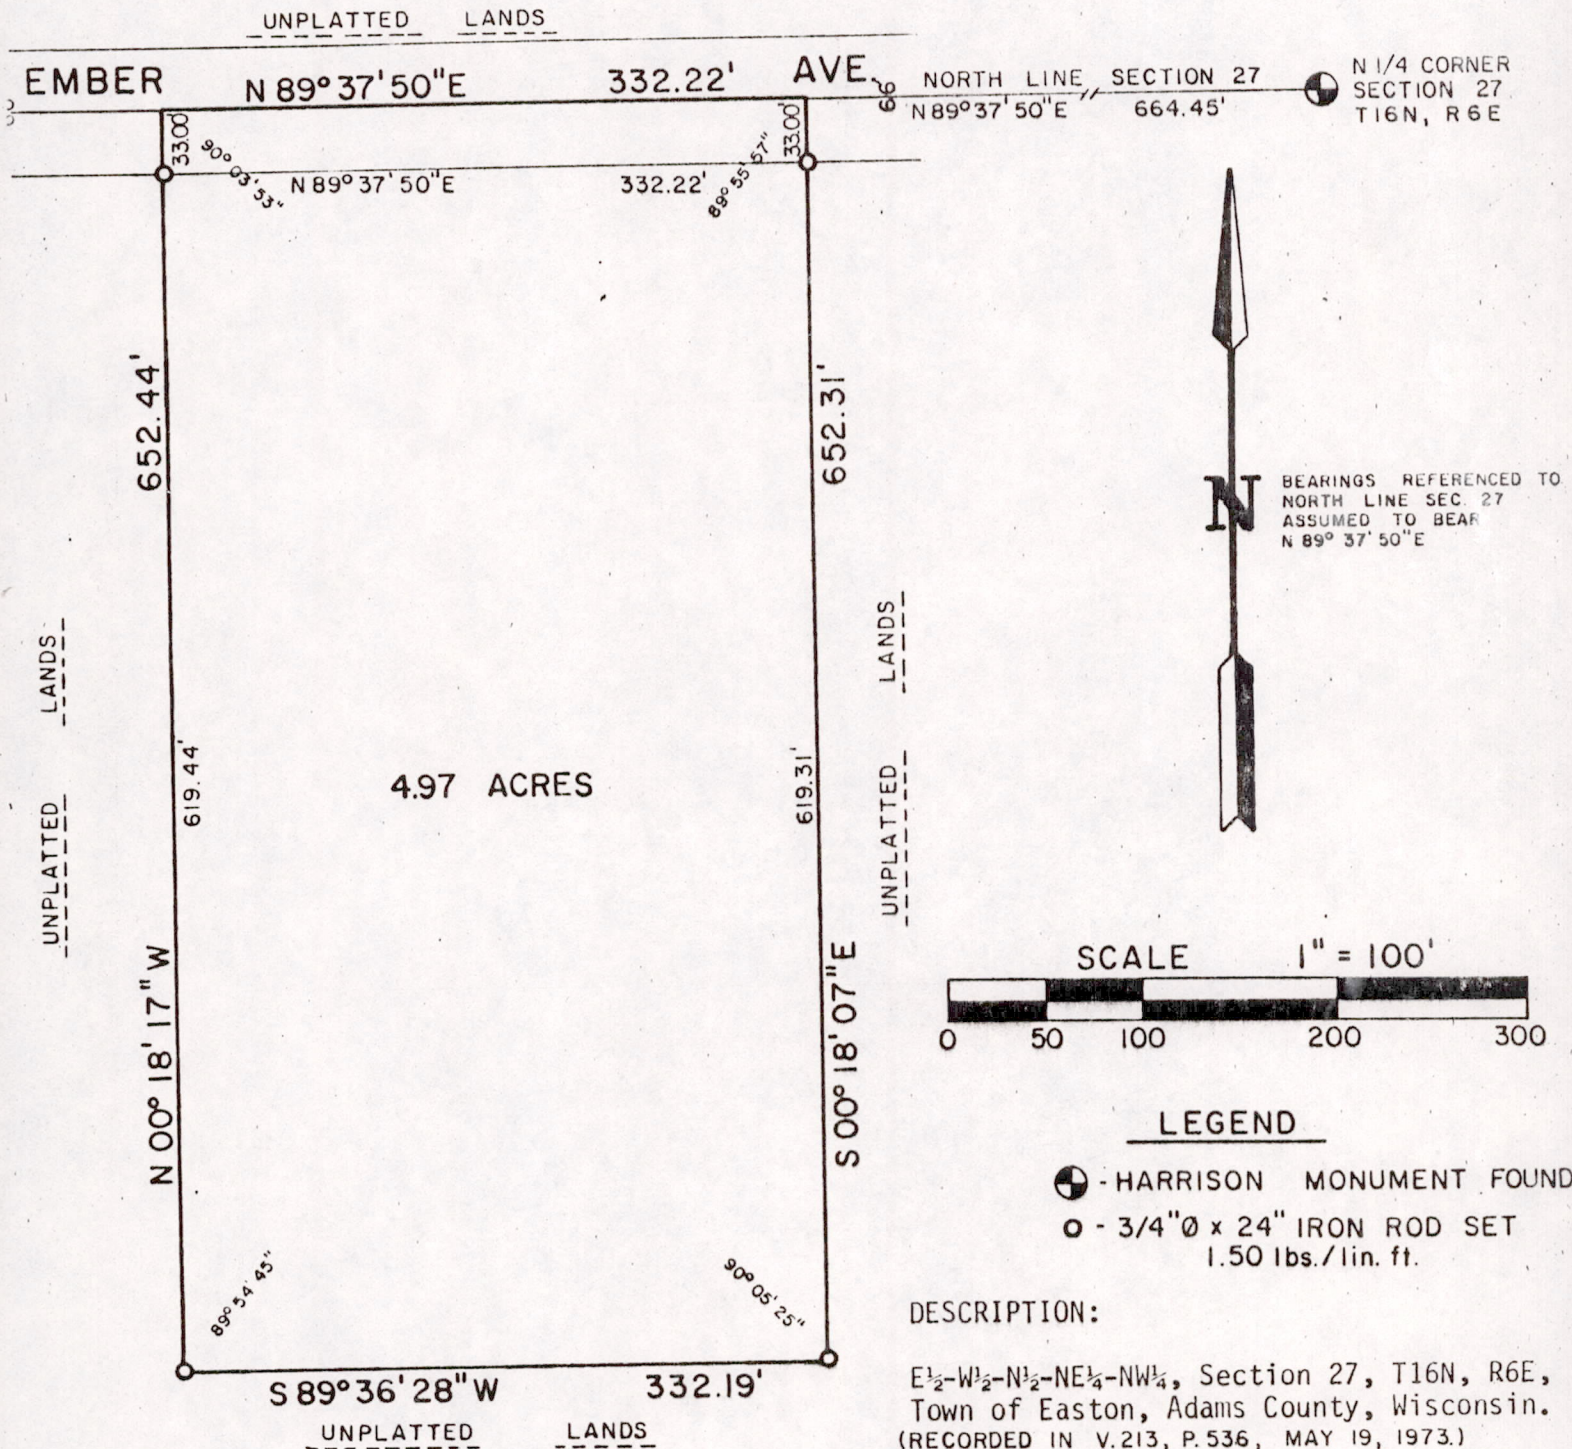 UNPLATTED LANDS
EMBER AVE.
N 89° 37' 50" E 332.22'
66
NORTH LINE SECTION 27
N 89° 37' 50" E 664.45'
N 1/4 CORNER
SECTION 27
T16N, R6E
33.00'
33.00'
90° 03' 53"
N 89° 37' 50" E 332.22'
89° 55' 57"
652.44'
652.31'
N
BEARINGS REFERENCED TO
NORTH LINE SEC. 27
ASSUMED TO BEAR
N 89° 37' 50" E
UNPLATTED LANDS
619.44'
4.97 ACRES
619.31'
UNPLATTED LANDS
N 00° 18' 17" W
S 00° 18' 07" E
SCALE 1" = 100'
0 50 100 200 300
LEGEND
- HARRISON MONUMENT FOUND
- 3/4"Ø x 24" IRON ROD SET
1.50 lbs./lin. ft.
89° 54' 45"
90° 05' 25"
S 89° 36' 28" W 332.19'
UNPLATTED LANDS
DESCRIPTION:
E½-W½-N½-NE¼-NW¼, Section 27, T16N, R6E,
Town of Easton, Adams County, Wisconsin.
(RECORDED IN V.213, P.536, MAY 19, 1973.)